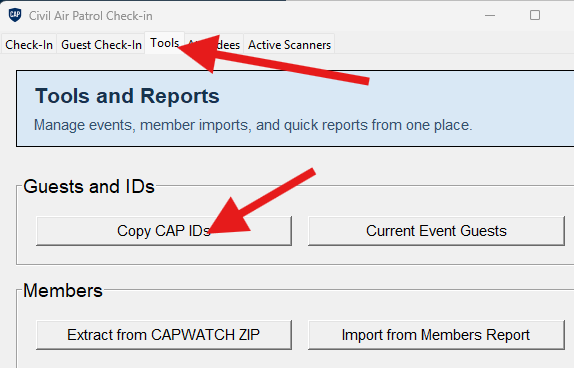 CAP Civil Air Patrol Check-in
Check-In Guest Check-In Tools Attendees Active Scanners
Tools and Reports
Manage events, member imports, and quick reports from one place.
Guests and IDs
Copy CAP IDs Current Event Guests
Members
Extract from CAPWATCH ZIP Import from Members Report